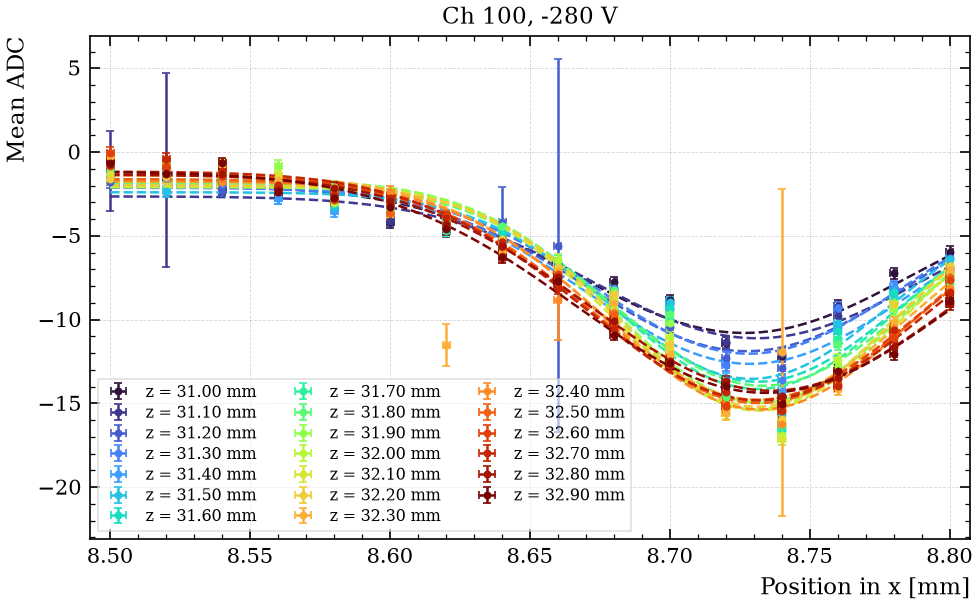 Ch 100, -280 V
Mean ADC
5
0
−5
−10
−15
−20
z = 31.00 mm
z = 31.10 mm
z = 31.20 mm
z = 31.30 mm
z = 31.40 mm
z = 31.50 mm
z = 31.60 mm
z = 31.70 mm
z = 31.80 mm
z = 31.90 mm
z = 32.00 mm
z = 32.10 mm
z = 32.20 mm
z = 32.30 mm
z = 32.40 mm
z = 32.50 mm
z = 32.60 mm
z = 32.70 mm
z = 32.80 mm
z = 32.90 mm
8.50 8.55 8.60 8.65 8.70 8.75 8.80
Position in x [mm]